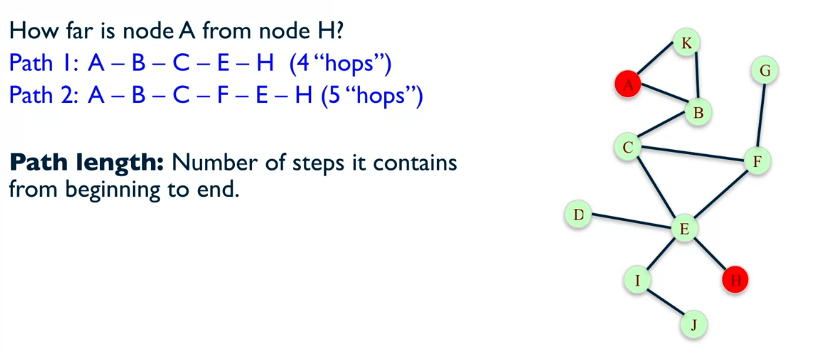 How far is node A from node H?
Path 1: A – B – C – E – H (4 “hops”)
Path 2: A – B – C – F – E – H (5 “hops”)
Path length: Number of steps it contains
from beginning to end.
K
G
A
B
C
F
D
E
I
H
J